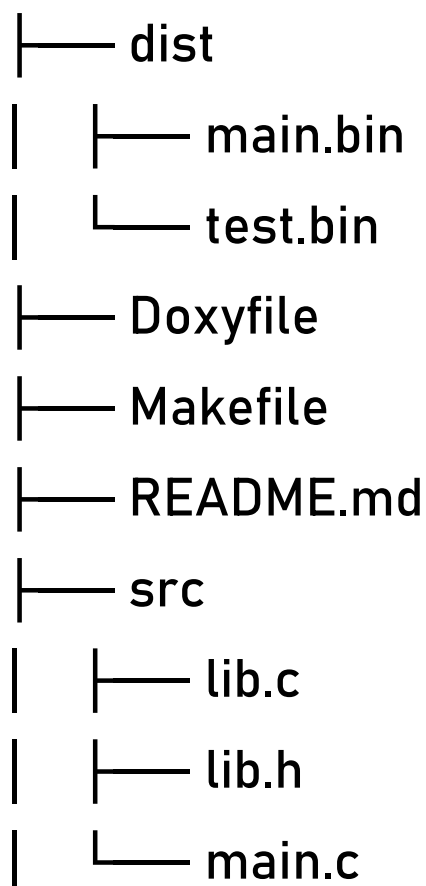 ├── dist
│   ├── main.bin
│   └── test.bin
├── Doxyfile
├── Makefile
├── README.md
├── src
│   ├── lib.c
│   ├── lib.h
│   └── main.c